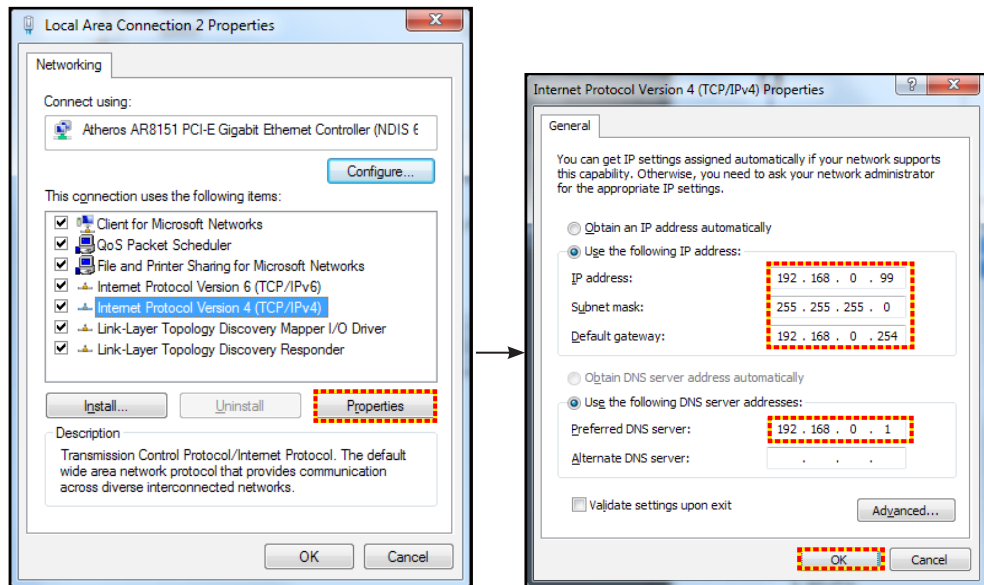 Local Area Connection 2 Properties
Networking
Connect using:
Atheros AR8151 PCI-E Gigabit Ethernet Controller (NDIS 6
Configure...
This connection uses the following items:
Client for Microsoft Networks
QoS Packet Scheduler
File and Printer Sharing for Microsoft Networks
Internet Protocol Version 6 (TCP/IPv6)
Internet Protocol Version 4 (TCP/IPv4)
Link-Layer Topology Discovery Mapper I/O Driver
Link-Layer Topology Discovery Responder
Install...
Uninstall
Properties
Description
Transmission Control Protocol/Internet Protocol. The default
wide area network protocol that provides communication
across diverse interconnected networks.
OK
Cancel
Internet Protocol Version 4 (TCP/IPv4) Properties
General
You can get IP settings assigned automatically if your network supports
this capability. Otherwise, you need to ask your network administrator
for the appropriate IP settings.
Obtain an IP address automatically
Use the following IP address:
IP address: 192 . 168 . 0 . 99
Subnet mask: 255 . 255 . 255 . 0
Default gateway: 192 . 168 . 0 . 254
Obtain DNS server address automatically
Use the following DNS server addresses:
Preferred DNS server: 192 . 168 . 0 . 1
Alternate DNS server: . . .
Validate settings upon exit
Advanced...
OK
Cancel